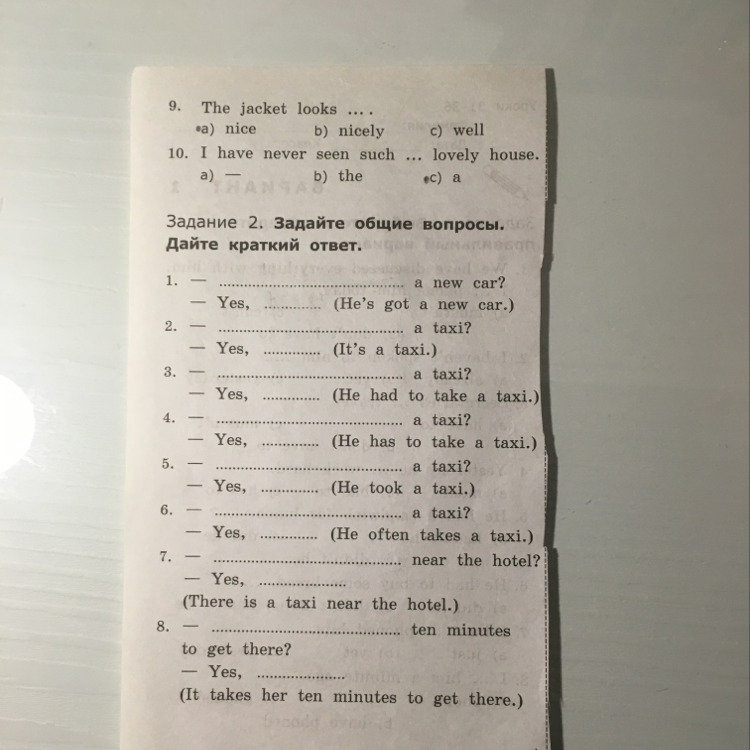 9. The jacket looks ... .
a) nice b) nicely c) well
10. I have never seen such ... lovely house.
a) — b) the c) a
Задание 2. Задайте общие вопросы.
Дайте краткий ответ.
1. — .......................................... a new car?
— Yes, ............. (He's got a new car.)
2. — .......................................... a taxi?
— Yes, ............. (It's a taxi.)
3. — .......................................... a taxi?
— Yes, ............. (He had to take a taxi.)
4. — .......................................... a taxi?
— Yes, ............. (He has to take a taxi.)
5. — .......................................... a taxi?
— Yes, ............. (He took a taxi.)
6. — .......................................... a taxi?
— Yes, ............. (He often takes a taxi.)
7. — .......................................... near the hotel?
— Yes, ....................
(There is a taxi near the hotel.)
8. — .......................................... ten minutes
to get there?
— Yes, ....................
(It takes her ten minutes to get there.)